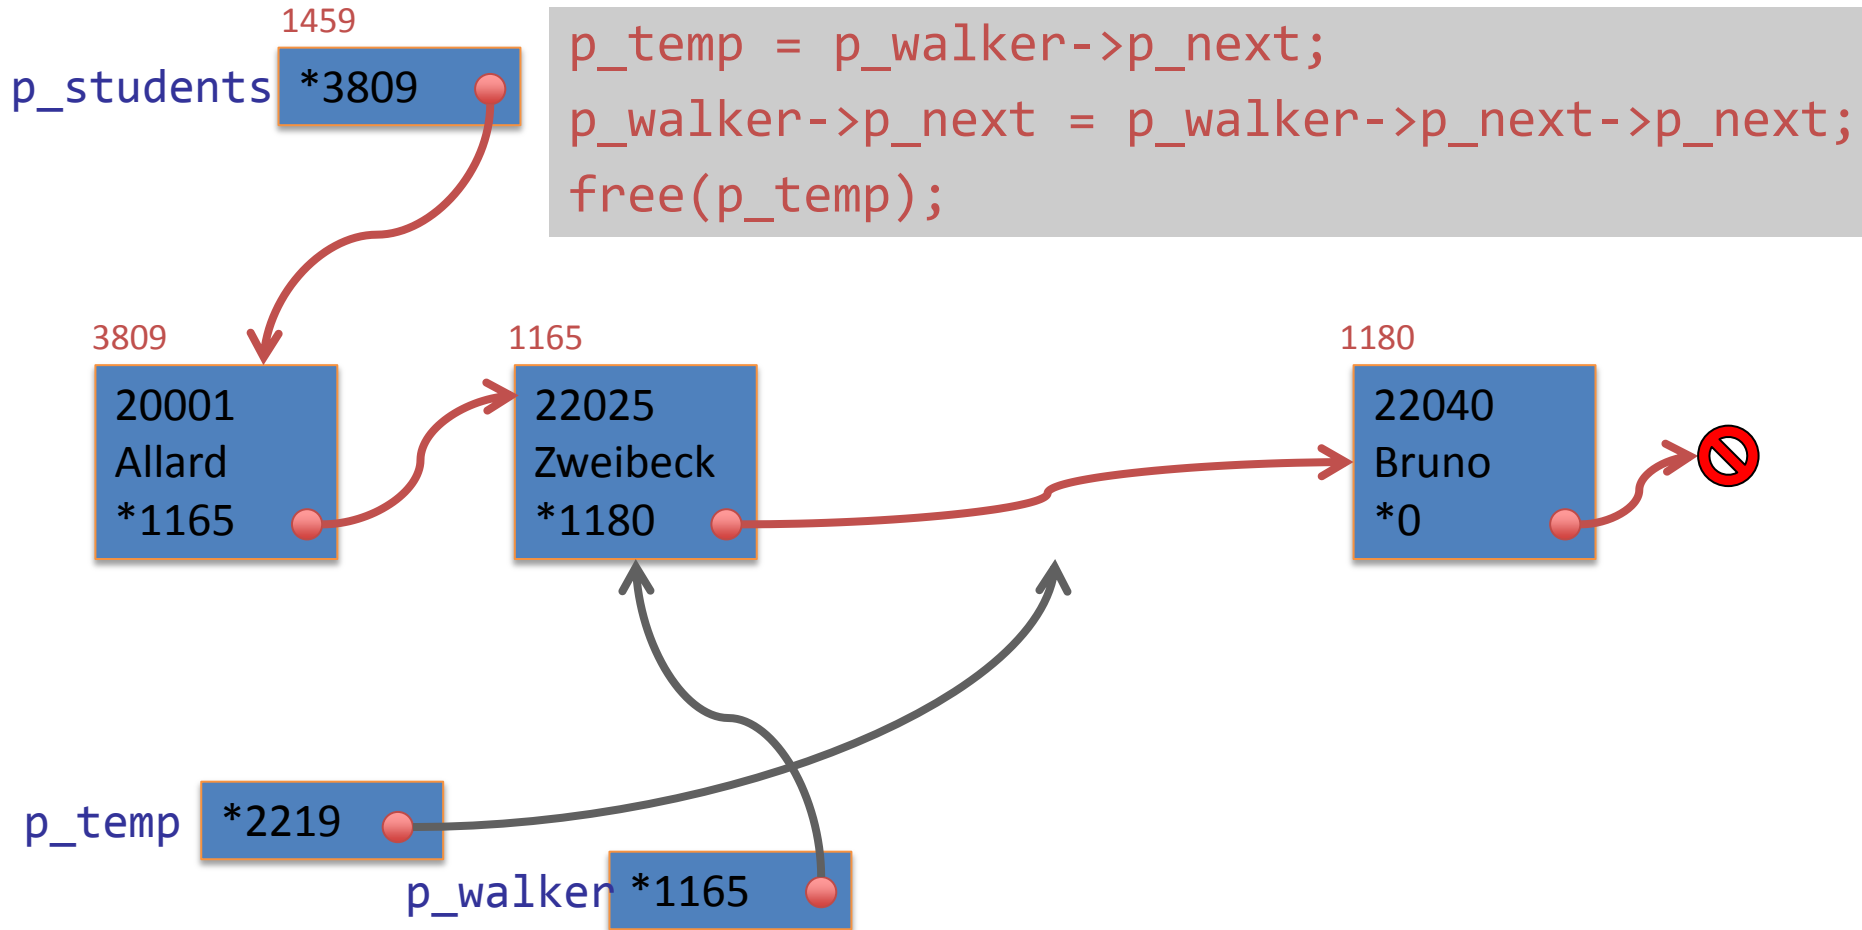 1459
p_students *3809
p_temp = p_walker->p_next;
p_walker->p_next = p_walker->p_next->p_next;
free(p_temp);
3809
20001
Allard
*1165
1165
22025
Zweibeck
*1180
1180
22040
Bruno
*0
p_temp *2219
p_walker *1165